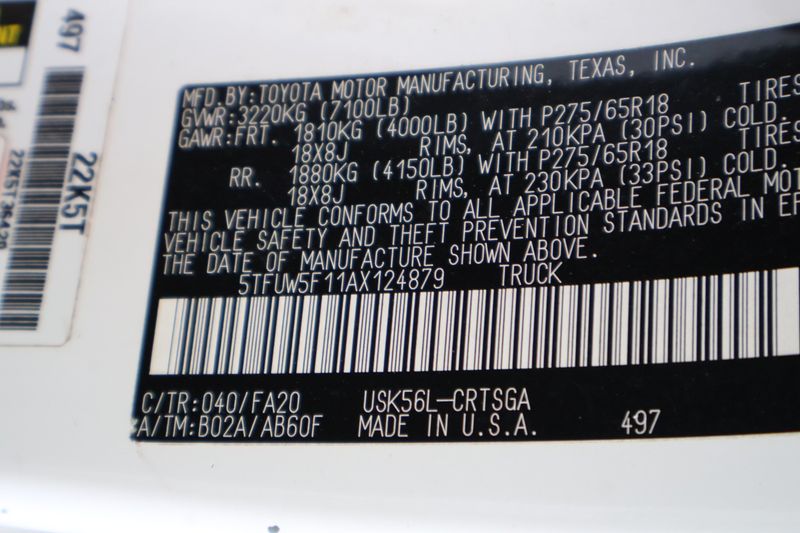 497
22K5T
MFD.BY:TOYOTA MOTOR MANUFACTURING, TEXAS, INC.
GVWR:3220KG (7100LB)
GAWR:FRT. 1810KG (4000LB) WITH P275/65R18 TIRES
18X8J RIMS, AT 210KPA (30PSI) COLD.
RR. 1880KG (4150LB) WITH P275/65R18 TIRES
18X8J RIMS, AT 230KPA (33PSI) COLD.
THIS VEHICLE CONFORMS TO ALL APPLICABLE FEDERAL MOT
VEHICLE SAFETY AND THEFT PREVENTION STANDARDS IN EF
THE DATE OF MANUFACTURE SHOWN ABOVE.
5TFUW5F11AX124879 TRUCK
C/TR:040/FA20 USK56L-CRTSGA
A/TM:B02A/AB60F MADE IN U.S.A. 497